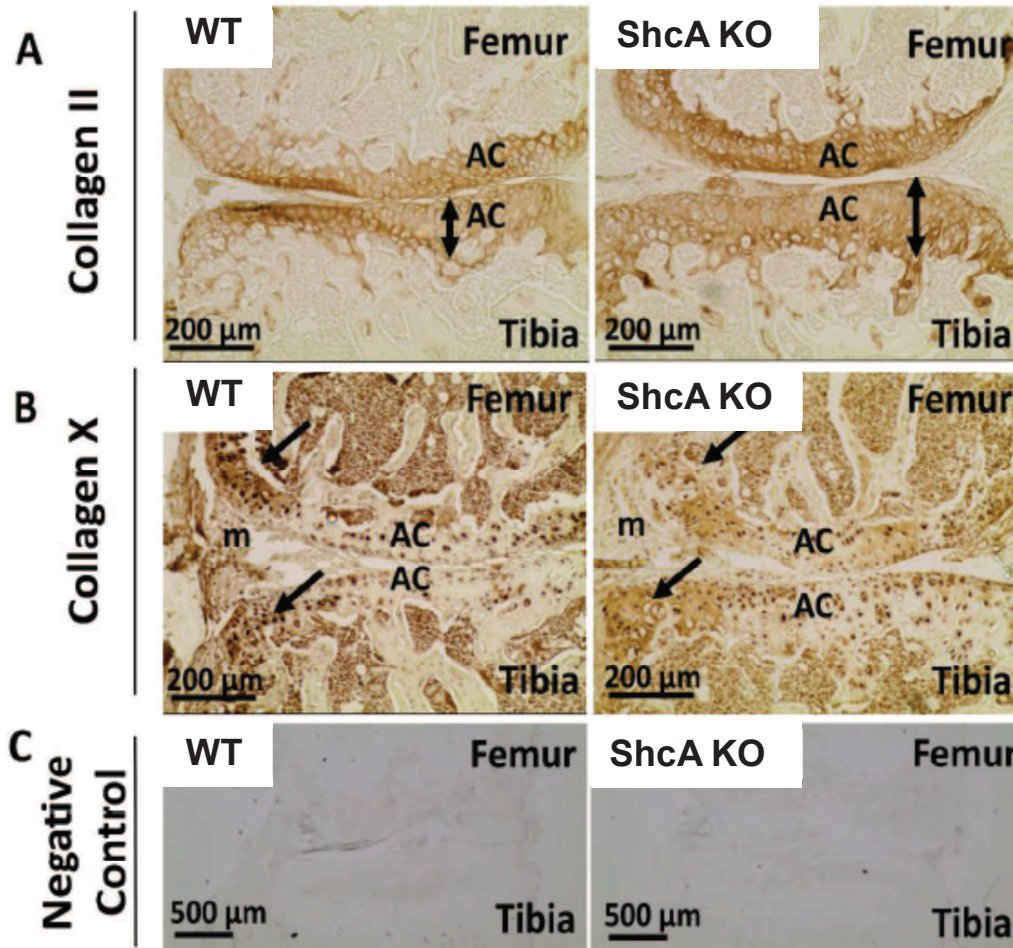 A
Collagen II
WT
Femur
AC
AC
200 µm
Tibia
ShcA KO
Femur
AC
AC
200 µm
Tibia
B
Collagen X
WT
Femur
m
AC
AC
200 µm
Tibia
ShcA KO
Femur
m
AC
AC
200 µm
Tibia
C
Negative
Control
WT
Femur
500 µm
Tibia
ShcA KO
Femur
500 µm
Tibia